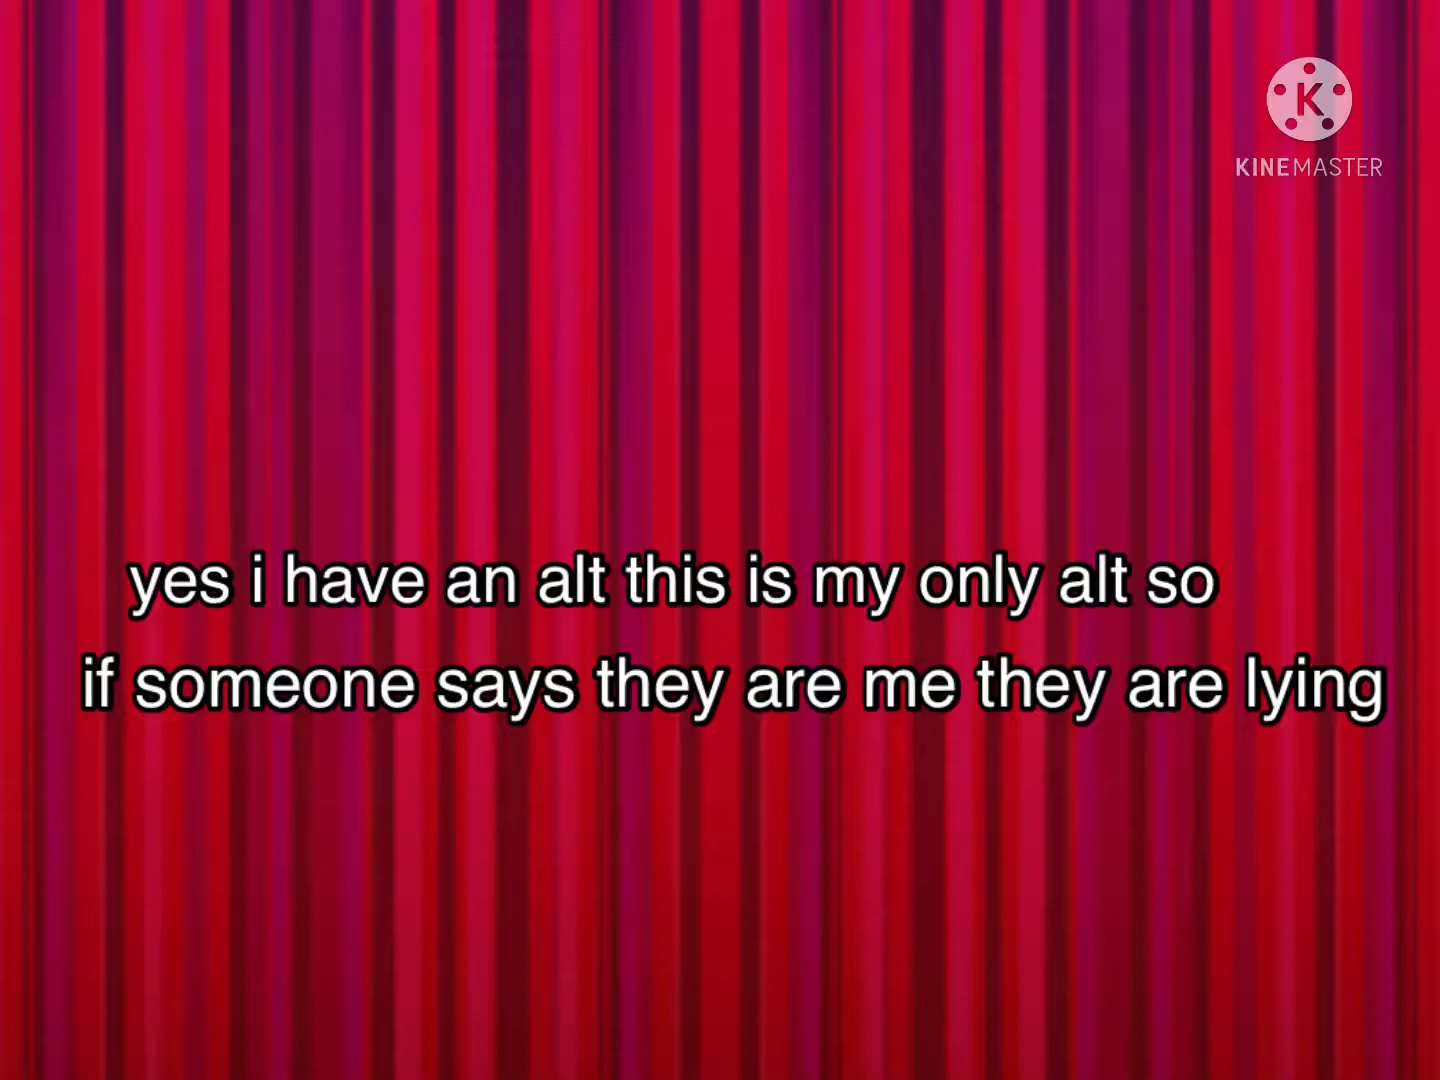 KINEMASTER
yes i have an alt this is my only alt so
if someone says they are me they are lying